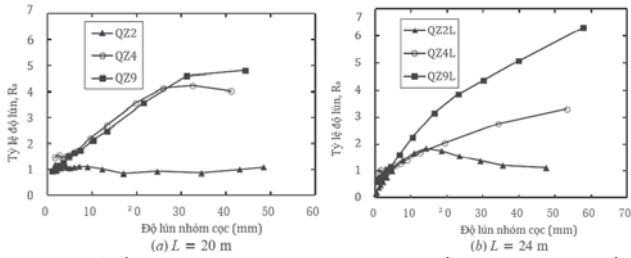 7
6
5
4
3
2
1
0
Tỷ lệ độ lún, Rs
QZ2
QZ4
QZ9
0 10 20 30 40 50 60
Độ lún nhóm cọc (mm)
(a) L = 20 m
7
6
5
4
3
2
1
0
Tỷ lệ độ lún, Rs
QZ2L
QZ4L
QZ9L
0 10 20 30 40 50 60 70
Độ lún nhóm cọc (mm)
(b) L = 24 m